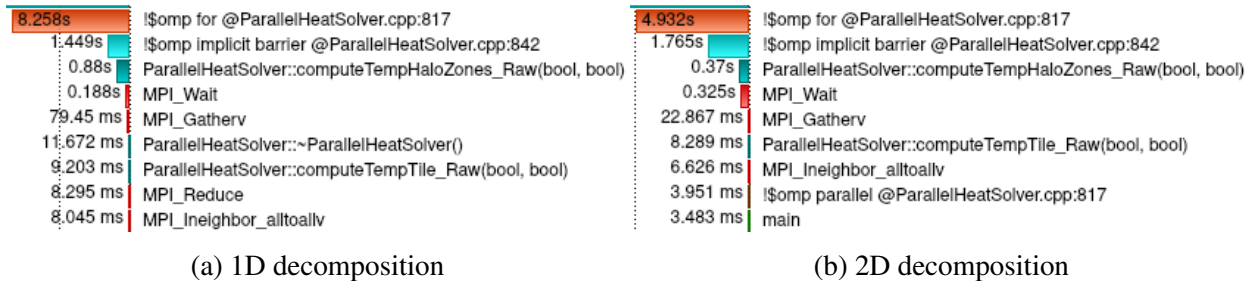 8.258s !$omp for @ParallelHeatSolver.cpp:817
1.449s !$omp implicit barrier @ParallelHeatSolver.cpp:842
0.88s ParallelHeatSolver::computeTempHaloZones_Raw(bool, bool)
0.188s MPI_Wait
79.45 ms MPI_Gatherv
11.672 ms ParallelHeatSolver::~ParallelHeatSolver()
9.203 ms ParallelHeatSolver::computeTempTile_Raw(bool, bool)
8.295 ms MPI_Reduce
8.045 ms MPI_Ineighbor_alltoallv
(a) 1D decomposition
4.932s !$omp for @ParallelHeatSolver.cpp:817
1.765s !$omp implicit barrier @ParallelHeatSolver.cpp:842
0.37s ParallelHeatSolver::computeTempHaloZones_Raw(bool, bool)
0.325s MPI_Wait
22.867 ms MPI_Gatherv
8.289 ms ParallelHeatSolver::computeTempTile_Raw(bool, bool)
6.626 ms MPI_Ineighbor_alltoallv
3.951 ms !$omp parallel @ParallelHeatSolver.cpp:817
3.483 ms main
(b) 2D decomposition